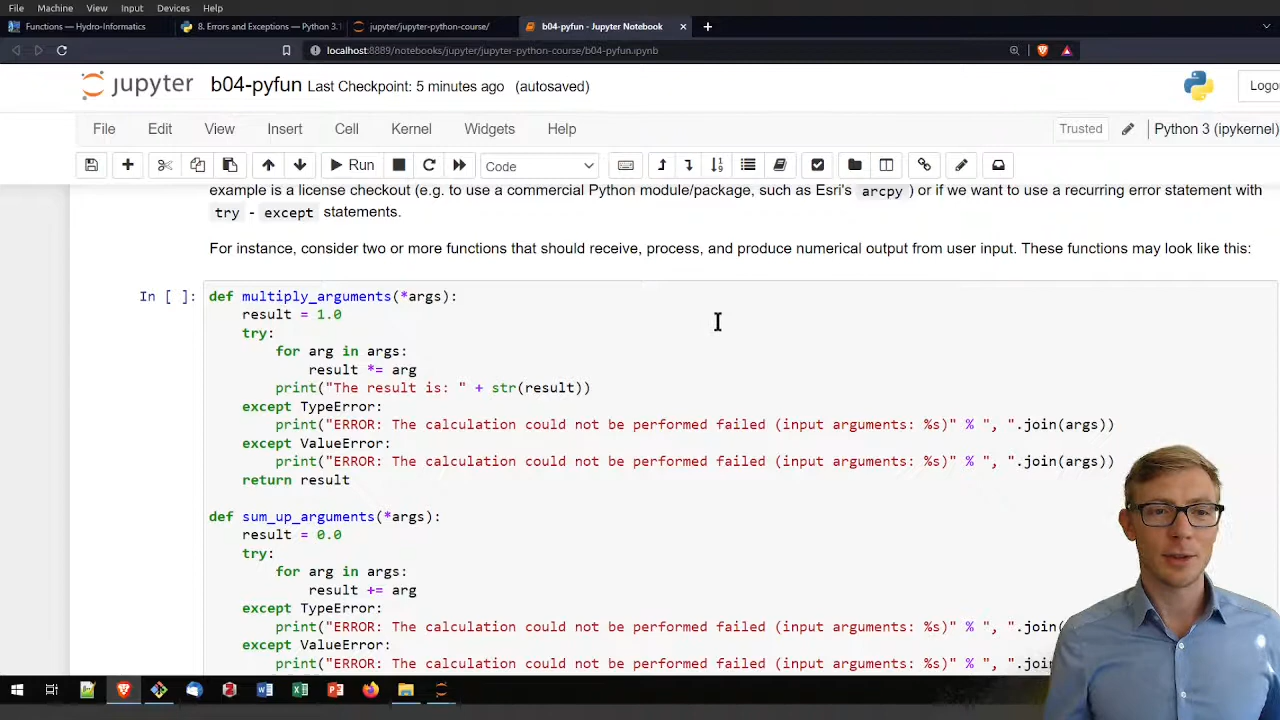 File Machine View Input Devices Help
Functions — Hydro-Informatics
8. Errors and Exceptions — Python 3.
jupyter/jupyter-python-course/
b04-pyfun - Jupyter Notebook
localhost:8889/notebooks/jupyter/jupyter-python-course/b04-pyfun.ipynb
jupyter b04-pyfun Last Checkpoint: 5 minutes ago (autosaved)
Logo
File Edit View Insert Cell Kernel Widgets Help
Trusted Python 3 (ipykernel)
Run Code
example is a license checkout (e.g. to use a commercial Python module/package, such as Esri's arcpy ) or if we want to use a recurring error statement with
try - except statements.
For instance, consider two or more functions that should receive, process, and produce numerical output from user input. These functions may look like this:
In [ ]: def multiply_arguments(*args):
result = 1.0
try:
for arg in args:
result *= arg
print("The result is: " + str(result))
except TypeError:
print("ERROR: The calculation could not be performed failed (input arguments: %s)" % ", ".join(args))
except ValueError:
print("ERROR: The calculation could not be performed failed (input arguments: %s)" % ", ".join(args))
return result
def sum_up_arguments(*args):
result = 0.0
try:
for arg in args:
result += arg
except TypeError:
print("ERROR: The calculation could not be performed failed (input arguments: %s)" % ", ".join(
except ValueError:
print("ERROR: The calculation could not be performed failed (input arguments: %s)" % ", ".join